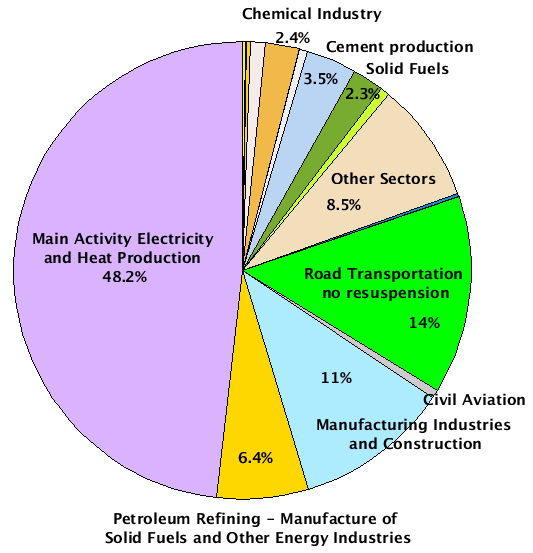 Chemical Industry
2.4%
Cement production
3.5%
Solid Fuels
2.3%
Other Sectors
8.5%
Main Activity Electricity
and Heat Production
48.2%
Road Transportation
no resuspension
14%
11%
Civil Aviation
Manufacturing Industries
and Construction
6.4%
Petroleum Refining - Manufacture of
Solid Fuels and Other Energy Industries